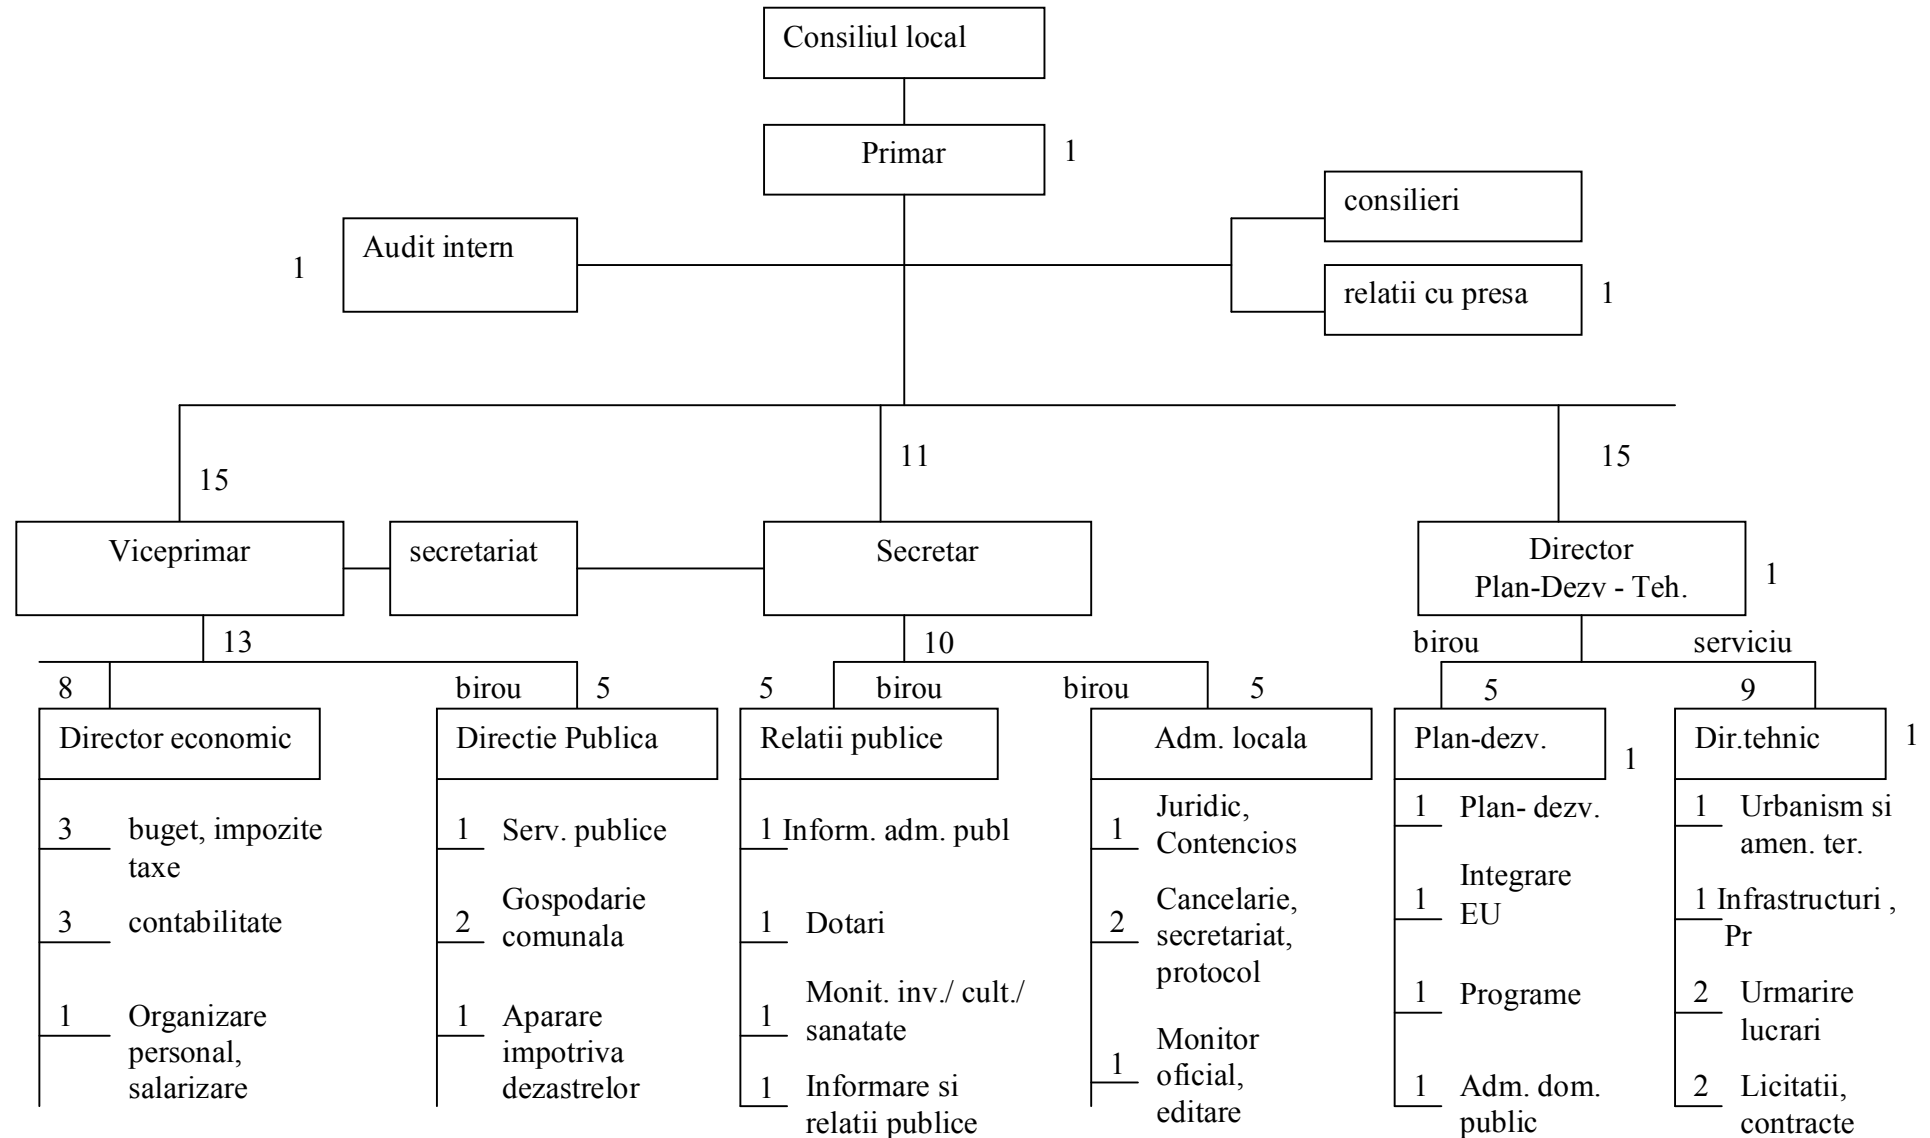 Consiliul local
Primar
1
consilieri
Audit intern
1
relatii cu presa
1
15
11
15
Viceprimar
secretariat
Secretar
Director
Plan-Dezv - Teh.
1
13
10
birou
serviciu
8
birou
5
5
birou
birou
5
5
9
Director economic
Directie Publica
Relatii publice
Adm. locala
Plan-dezv.
1
Dir.tehnic
1
3
buget, impozite
taxe
3
contabilitate
1
Organizare
personal,
salarizare
1
Serv. publice
2
Gospodarie
comunala
1
Aparare
impotriva
dezastrelor
1 Inform. adm. publ
1
Dotari
1
Monit. inv./ cult./
sanatate
1
Informare si
relatii publice
1
Juridic,
Contencios
2
Cancelarie,
secretariat,
protocol
1
Monitor
oficial,
editare
1
Plan- dezv.
1
Integrare
EU
1
Programe
1
Adm. dom.
public
1
Urbanism si
amen. ter.
1 Infrastructuri ,
Pr
2
Urmarire
lucrari
2
Licitatii,
contracte